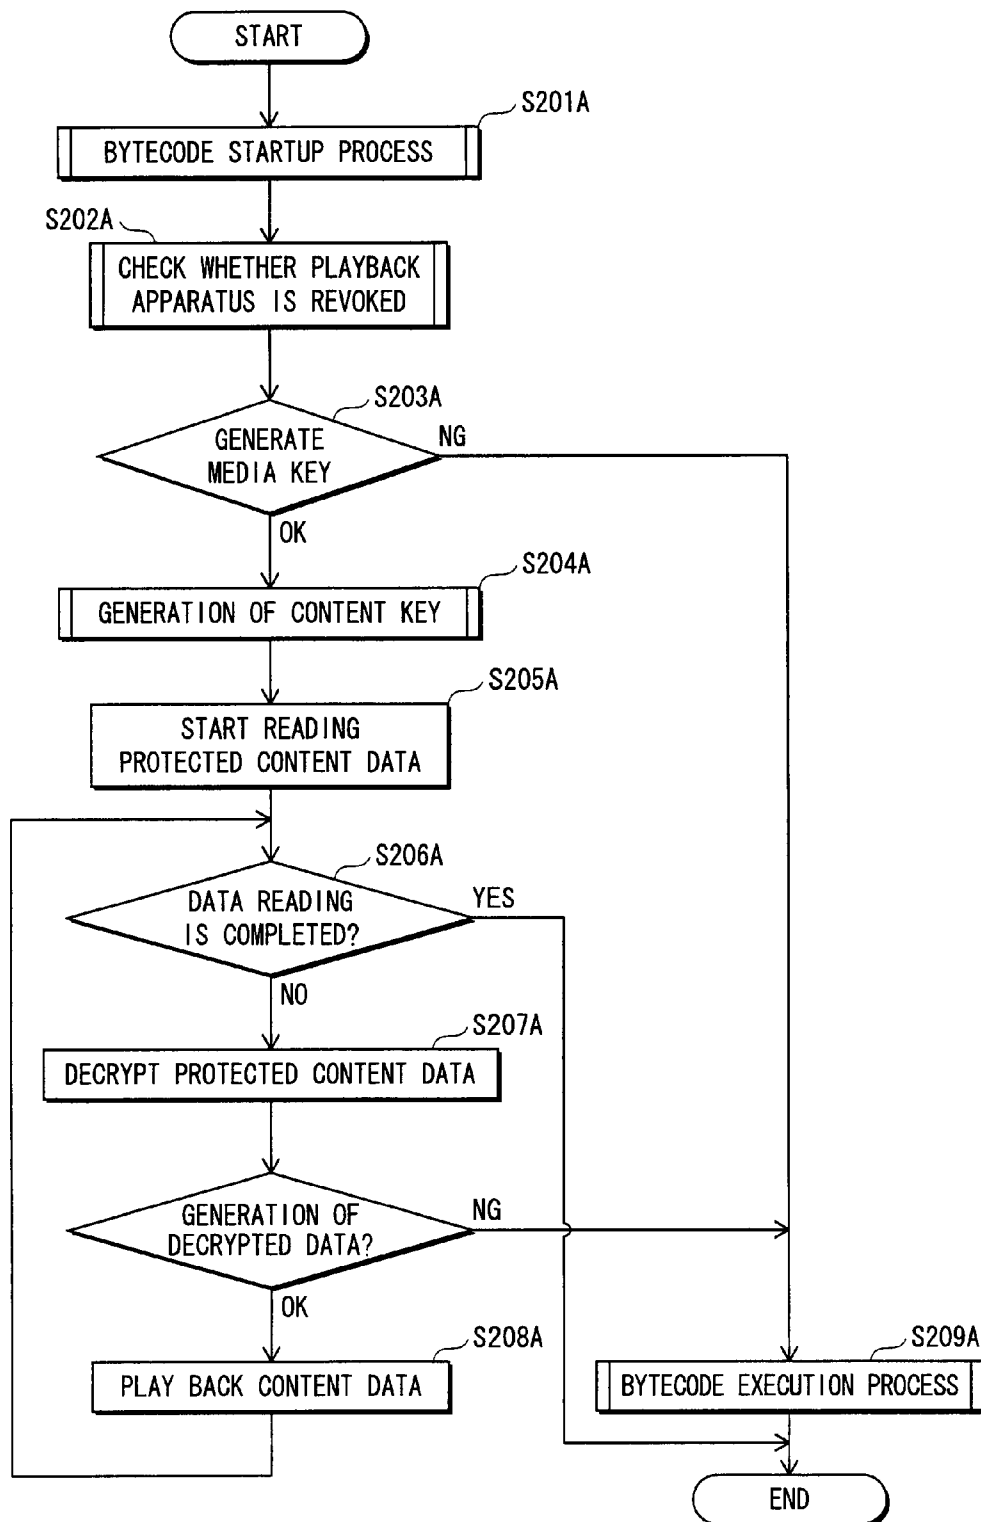 START
S201A
BYTECODE STARTUP PROCESS
S202A
CHECK WHETHER PLAYBACK
APPARATUS IS REVOKED
S203A
GENERATE
MEDIA KEY
NG
OK
S204A
GENERATION OF CONTENT KEY
S205A
START READING
PROTECTED CONTENT DATA
S206A
DATA READING
IS COMPLETED?
YES
NO
S207A
DECRYPT PROTECTED CONTENT DATA
GENERATION OF
DECRYPTED DATA?
NG
OK
S208A
PLAY BACK CONTENT DATA
S209A
BYTECODE EXECUTION PROCESS
END